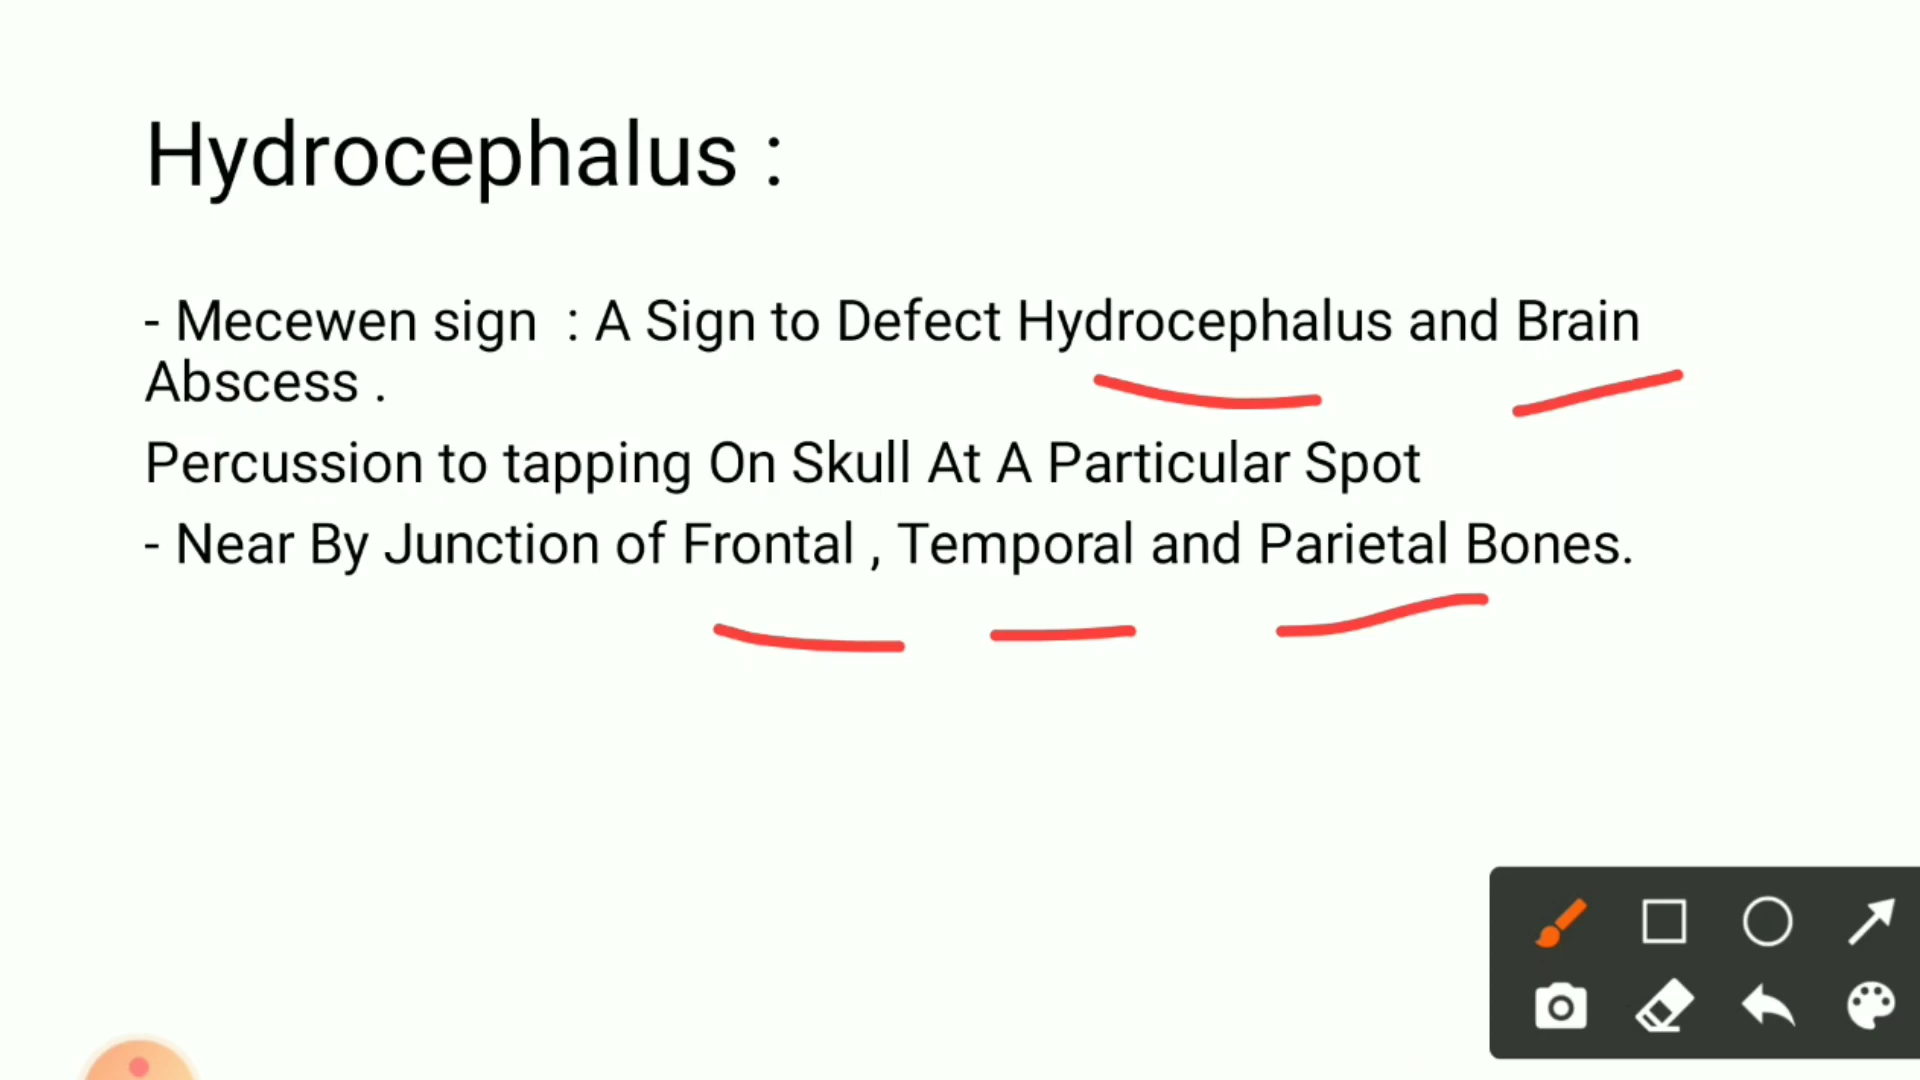 Hydrocephalus :
- Mecewen sign : A Sign to Defect Hydrocephalus and Brain
Abscess .
Percussion to tapping On Skull At A Particular Spot
- Near By Junction of Frontal , Temporal and Parietal Bones.